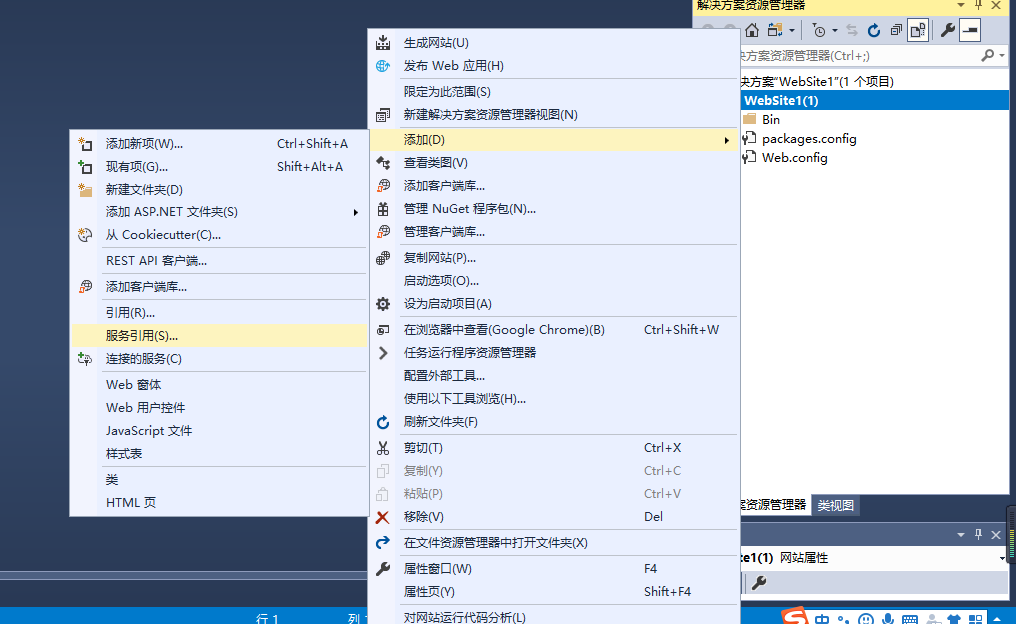 解决方案资源管理器
决方案资源管理器(Ctrl+;)
决方案"WebSite1"(1 个项目)
WebSite1(1)
Bin
packages.config
Web.config
生成网站(U)
发布 Web 应用(H)
限定为此范围(S)
新建解决方案资源管理器视图(N)
添加(D)
查看类图(V)
添加客户端库...
管理 NuGet 程序包(N)...
管理客户端库...
复制网站(P)...
启动选项(O)...
设为启动项目(A)
在浏览器中查看(Google Chrome)(B) Ctrl+Shift+W
任务运行程序资源管理器
配置外部工具...
使用以下工具浏览(H)...
刷新文件夹(F)
剪切(T) Ctrl+X
复制(Y) Ctrl+C
粘贴(P) Ctrl+V
移除(V) Del
在文件资源管理器中打开文件夹(X)
属性窗口(W) F4
属性页(Y) Shift+F4
对网站运行代码分析(L)
添加新项(W)... Ctrl+Shift+A
现有项(G)... Shift+Alt+A
新建文件夹(D)
添加 ASP.NET 文件夹(S)
从 Cookiecutter(C)...
REST API 客户端...
添加客户端库...
引用(R)...
服务引用(S)...
连接的服务(C)
Web 窗体
Web 用户控件
JavaScript 文件
样式表
类
HTML 页
案资源管理器 类视图
te1(1) 网站属性
行 1 列
中